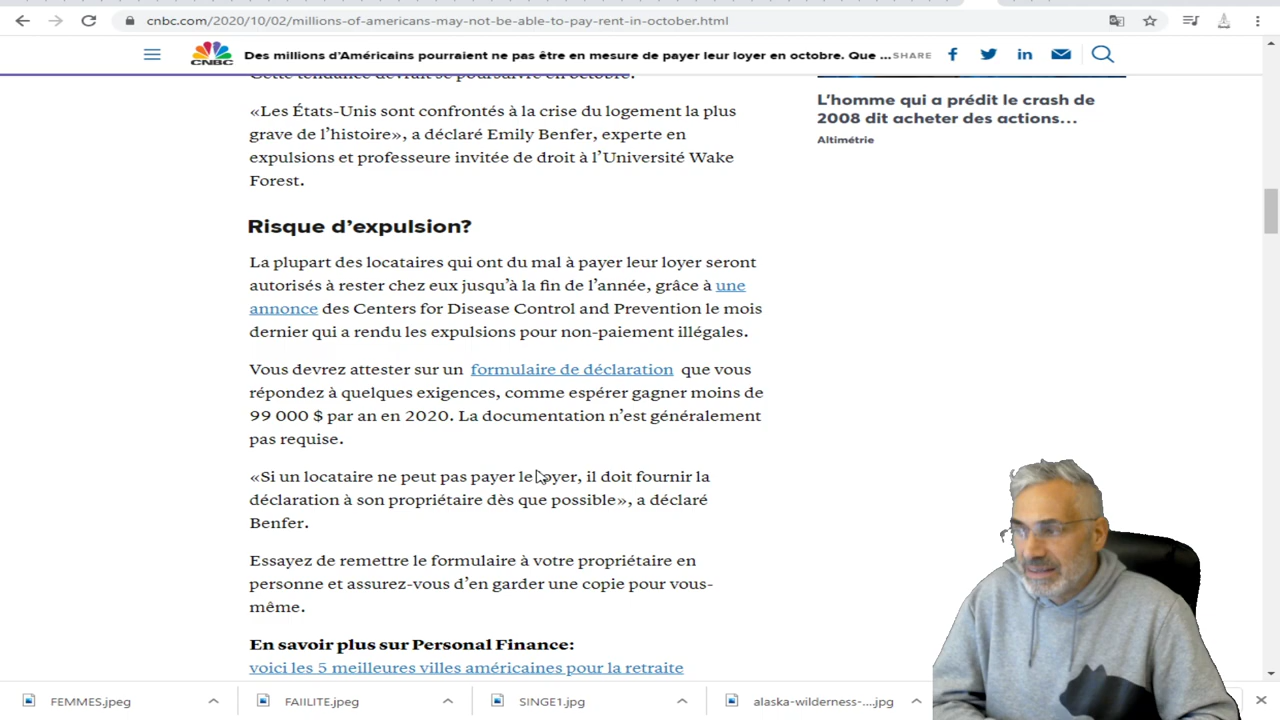 cnbc.com/2020/10/02/millions-of-americans-may-not-be-able-to-pay-rent-in-october.html
CNBC
Des millions d'Américains pourraient ne pas être en mesure de payer leur loyer en octobre. Que ... SHARE
Cette tendance devrait se poursuivre en octobre.
«Les États-Unis sont confrontés à la crise du logement la plus
grave de l'histoire», a déclaré Emily Benfer, experte en
expulsions et professeure invitée de droit à l'Université Wake
Forest.
L'homme qui a prédit le crash de
2008 dit acheter des actions...
Altimétrie
Risque d'expulsion?
La plupart des locataires qui ont du mal à payer leur loyer seront
autorisés à rester chez eux jusqu'à la fin de l'année, grâce à une
annonce des Centers for Disease Control and Prevention le mois
dernier qui a rendu les expulsions pour non-paiement illégales.
Vous devrez attester sur un formulaire de déclaration que vous
répondez à quelques exigences, comme espérer gagner moins de
99 000 $ par an en 2020. La documentation n'est généralement
pas requise.
«Si un locataire ne peut pas payer le loyer, il doit fournir la
déclaration à son propriétaire dès que possible», a déclaré
Benfer.
Essayez de remettre le formulaire à votre propriétaire en
personne et assurez-vous d'en garder une copie pour vous-
même.
En savoir plus sur Personal Finance:
voici les 5 meilleures villes américaines pour la retraite
FEMMES.jpeg
FAIILITE.jpeg
SINGE1.jpg
alaska-wilderness-....jpg